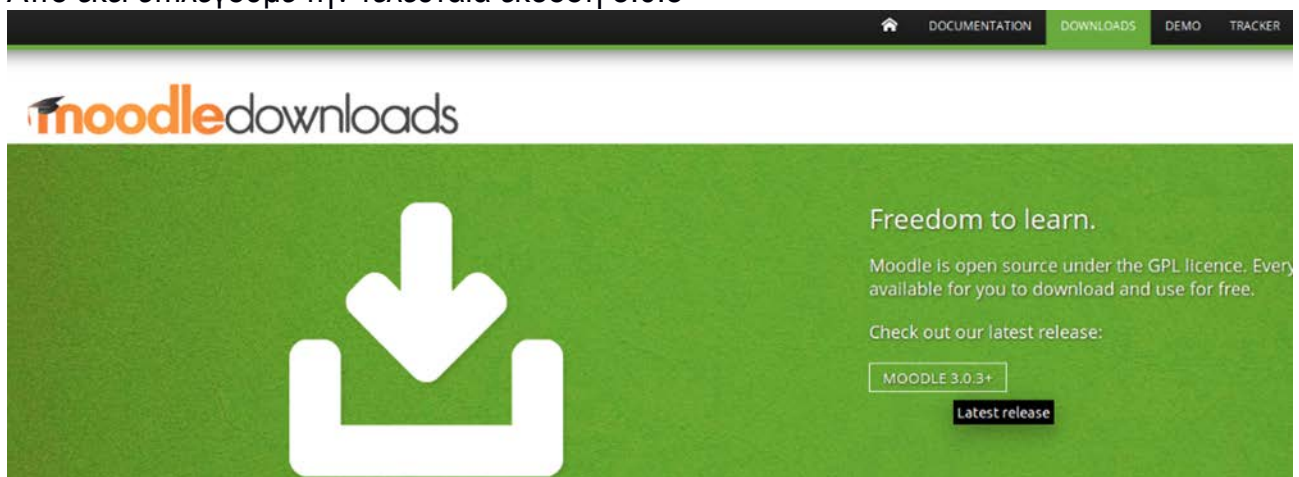 DOCUMENTATION DOWNLOADS DEMO TRACKER
moodledownloads
Freedom to learn.
Moodle is open source under the GPL licence. Every
available for you to download and use for free.
Check out our latest release:
MOODLE 3.0.3+
Latest release